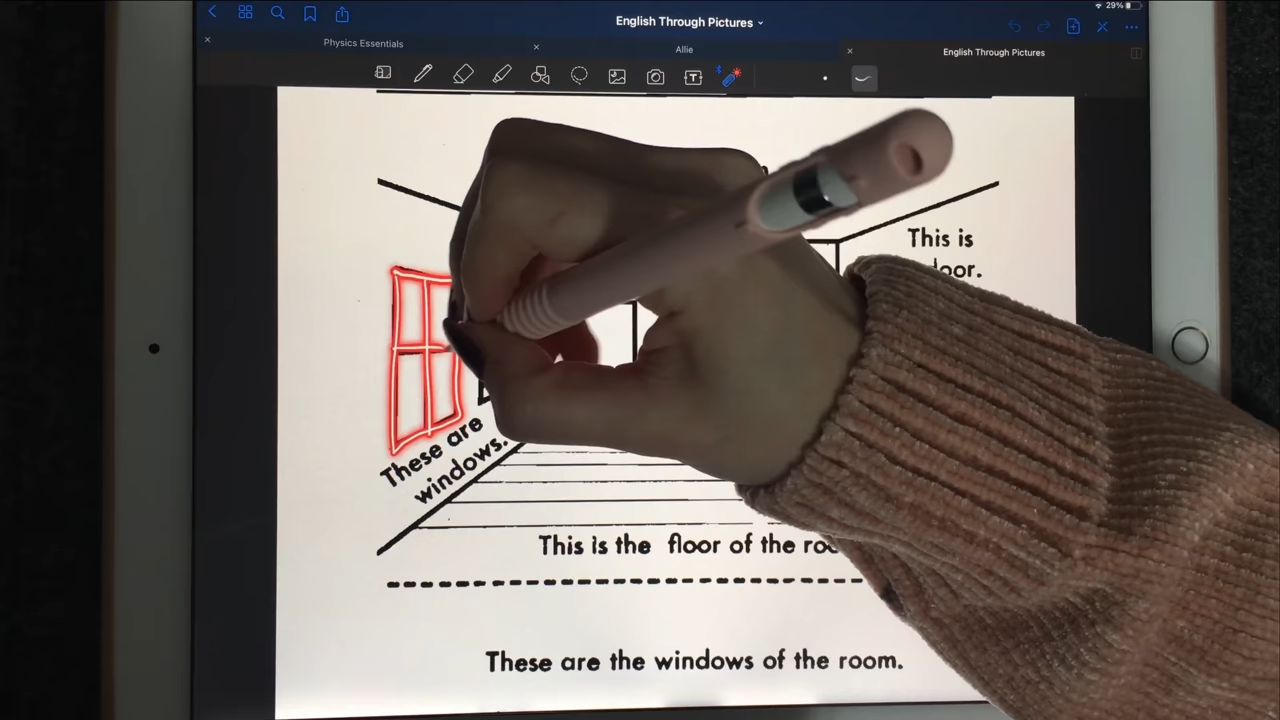 29%
English Through Pictures
Physics Essentials
Allie
English Through Pictures
T
This is
These are
windows.
This is the floor of the
These are the windows of the room.